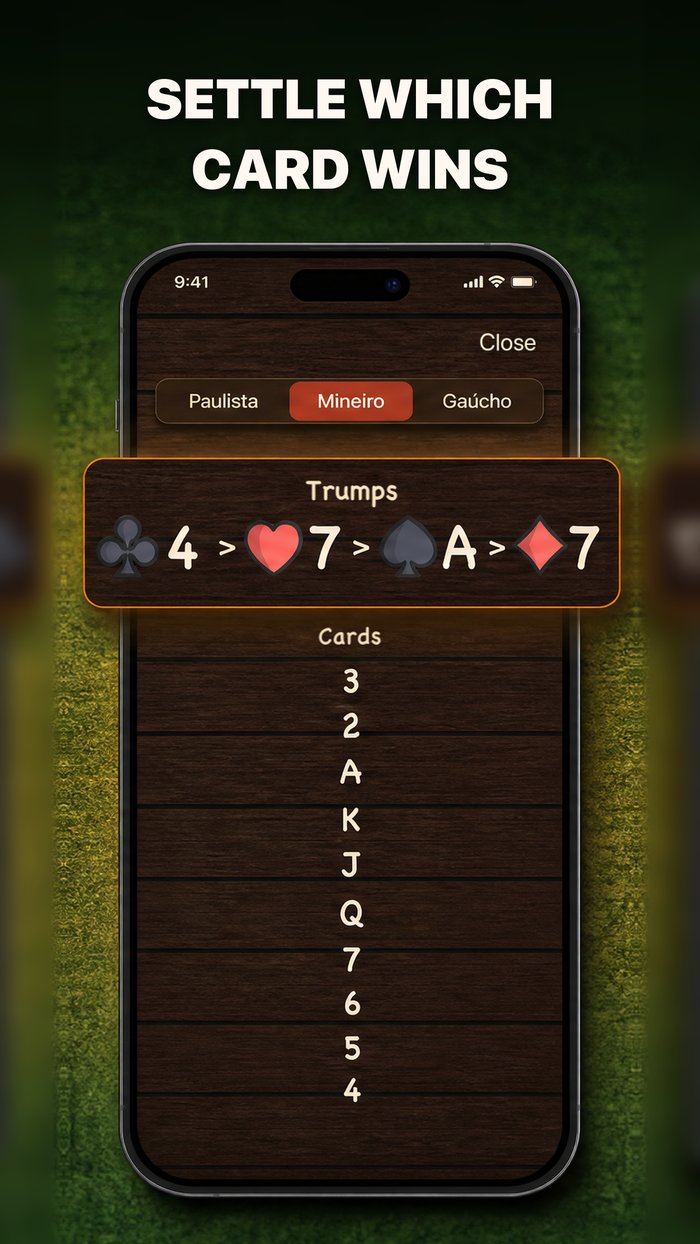 SETTLE WHICH
CARD WINS
9:41
Close
Paulista Mineiro Gaúcho
Trumps
4 > 7 > A > 7
Cards
3
2
A
K
J
Q
7
6
5
4